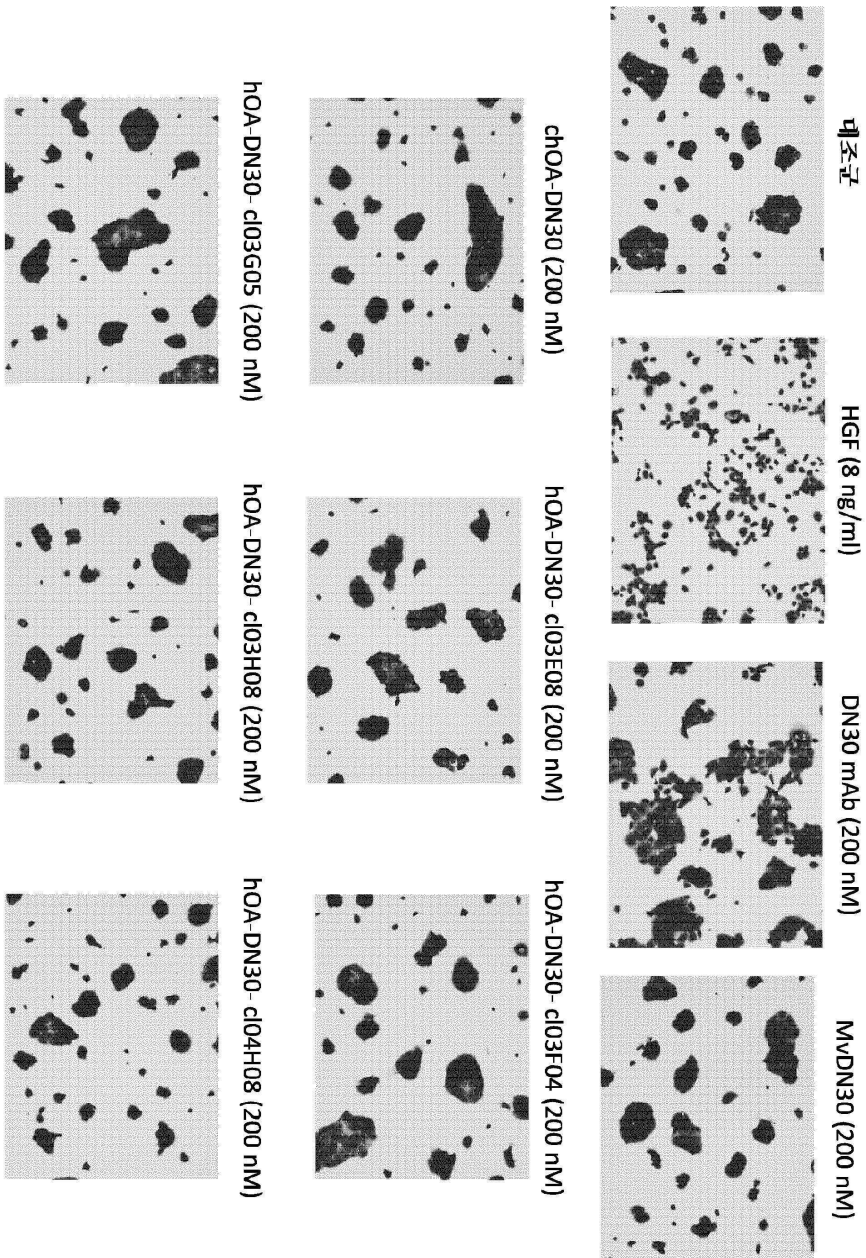 대조군
HGF (8 ng/ml)
DN30 mAb (200 nM)
MvDN30 (200 nM)
chOA-DN30 (200 nM)
hOA-DN30- cl03E08 (200 nM)
hOA-DN30- cl03F04 (200 nM)
hOA-DN30- cl03G05 (200 nM)
hOA-DN30- cl03H08 (200 nM)
hOA-DN30- cl04H08 (200 nM)